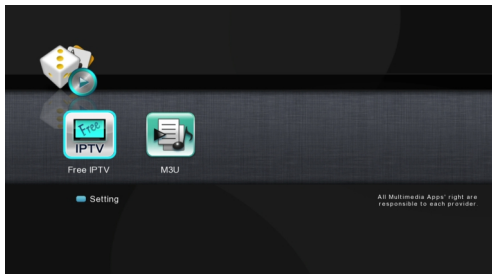 Free
IPTV
Free IPTV
M3U
Setting
All Multimedia Apps' right are
responsible to each provider.